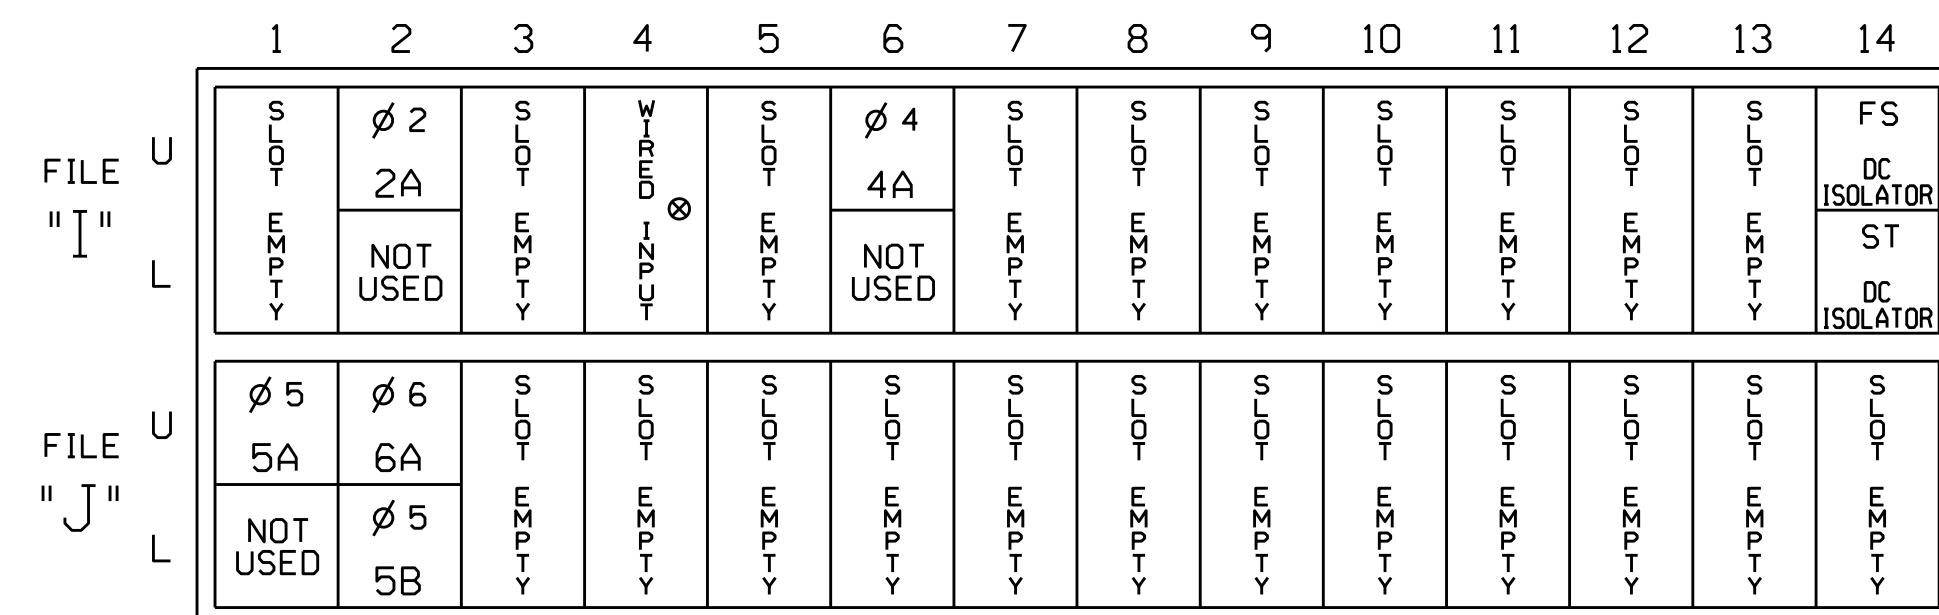 1 2 3 4 5 6 7 8 9 10 11 12 13 14
FILE "I"
U
L
SLOT EMPTY
Ø 2
2A
NOT
USED
SLOT EMPTY
WIRED INPUT
⊗
SLOT EMPTY
Ø 4
4A
NOT
USED
SLOT EMPTY
SLOT EMPTY
SLOT EMPTY
SLOT EMPTY
SLOT EMPTY
SLOT EMPTY
SLOT EMPTY
FS
DC
ISOLATOR
ST
DC
ISOLATOR
FILE "J"
U
L
Ø 5
5A
NOT
USED
Ø 6
6A
Ø 5
5B
SLOT EMPTY
SLOT EMPTY
SLOT EMPTY
SLOT EMPTY
SLOT EMPTY
SLOT EMPTY
SLOT EMPTY
SLOT EMPTY
SLOT EMPTY
SLOT EMPTY
SLOT EMPTY
SLOT EMPTY